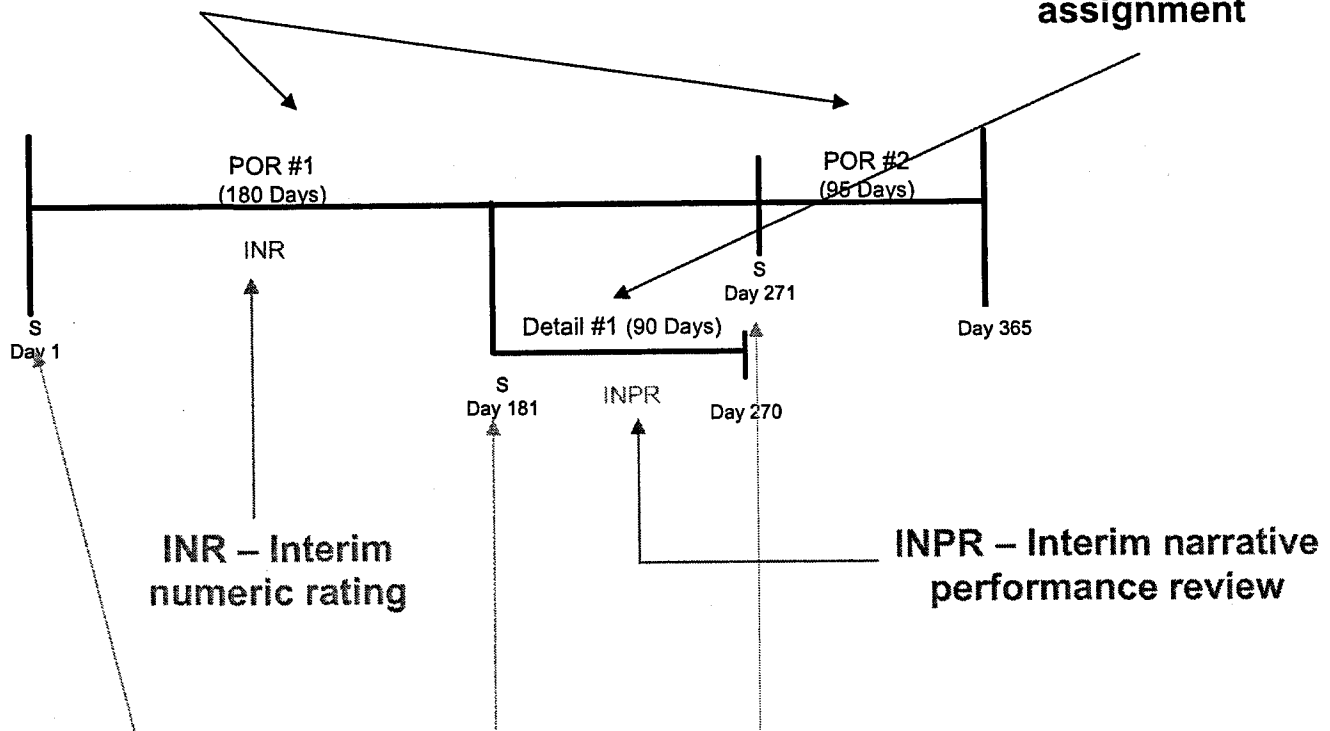 assignment
POR #1
(180 Days)
POR #2
(95 Days)
INR
S
Day 271
Detail #1 (90 Days)
S
Day 1
Day 365
S
Day 181
INPR
Day 270
INR – Interim
numeric rating
INPR – Interim narrative
performance review